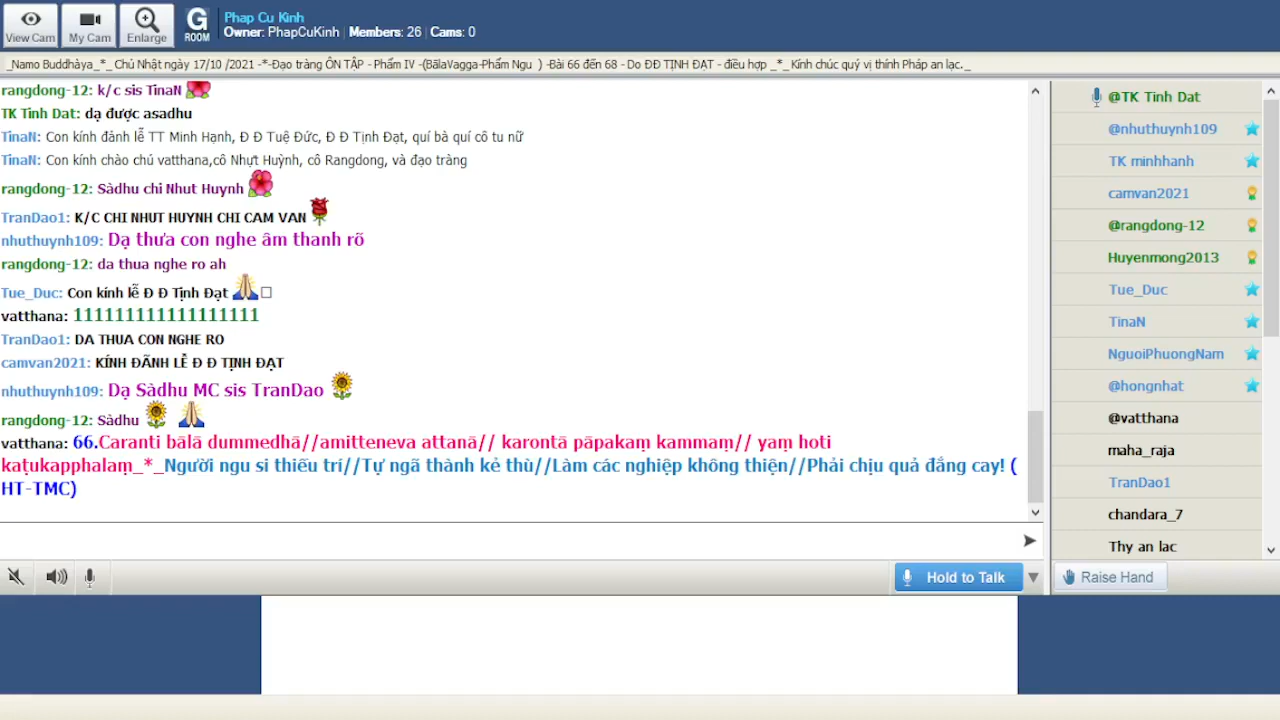 View Cam
My Cam
Enlarge
G
ROOM
Phap Cu Kinh
Owner: PhapCuKinh | Members: 26 | Cams: 0
_Namo Buddhàya_*_ Chủ Nhật ngày 17/10 /2021 -*-Đạo tràng ÔN TẬP - Phẩm IV -(BālaVagga-Phẩm Ngu ) -Bài 66 đến 68 - Do ĐĐ TỊNH ĐẠT - điều hợp _*_Kính chúc quý vị thính Pháp an lạc._
rangdong-12: k/c sis TinaN
TK Tinh Dat: dạ được asadhu
TinaN: Con kính đảnh lễ TT Minh Hạnh, Đ Đ Tuệ Đức, Đ Đ Tịnh Đạt, quí bà quí cô tu nữ
TinaN: Con kính chào chú vatthana,cô Nhựt Huỳnh, cô Rangdong, và đạo tràng
rangdong-12: Sàdhu chi Nhut Huynh
TranDao1: K/C CHI NHUT HUYNH CHI CAM VAN
nhuthuynh109: Dạ thưa con nghe âm thanh rõ
rangdong-12: da thua nghe ro ah
Tue_Duc: Con kính lễ Đ Đ Tịnh Đạt
vatthana: 111111111111111111
TranDao1: DA THUA CON NGHE RO
camvan2021: KÍNH ĐÃNH LỄ Đ Đ TỊNH ĐẠT
nhuthuynh109: Dạ Sàdhu MC sis TranDao
rangdong-12: Sàdhu
vatthana: 66.Caranti bālā dummedhā//amitteneva attanā// karontā pāpakaṃ kammaṃ// yaṃ hoti
kaṭukapphalaṃ_*_Người ngu si thiếu trí//Tự ngã thành kẻ thù//Làm các nghiệp không thiện//Phải chịu quả đắng cay! (
HT-TMC)
Hold to Talk
@TK Tinh Dat
@nhuthuynh109
TK minhhanh
camvan2021
@rangdong-12
Huyenmong2013
Tue_Duc
TinaN
NguoiPhuongNam
@hongnhat
@vatthana
maha_raja
TranDao1
chandara_7
Thy an lac
Raise Hand